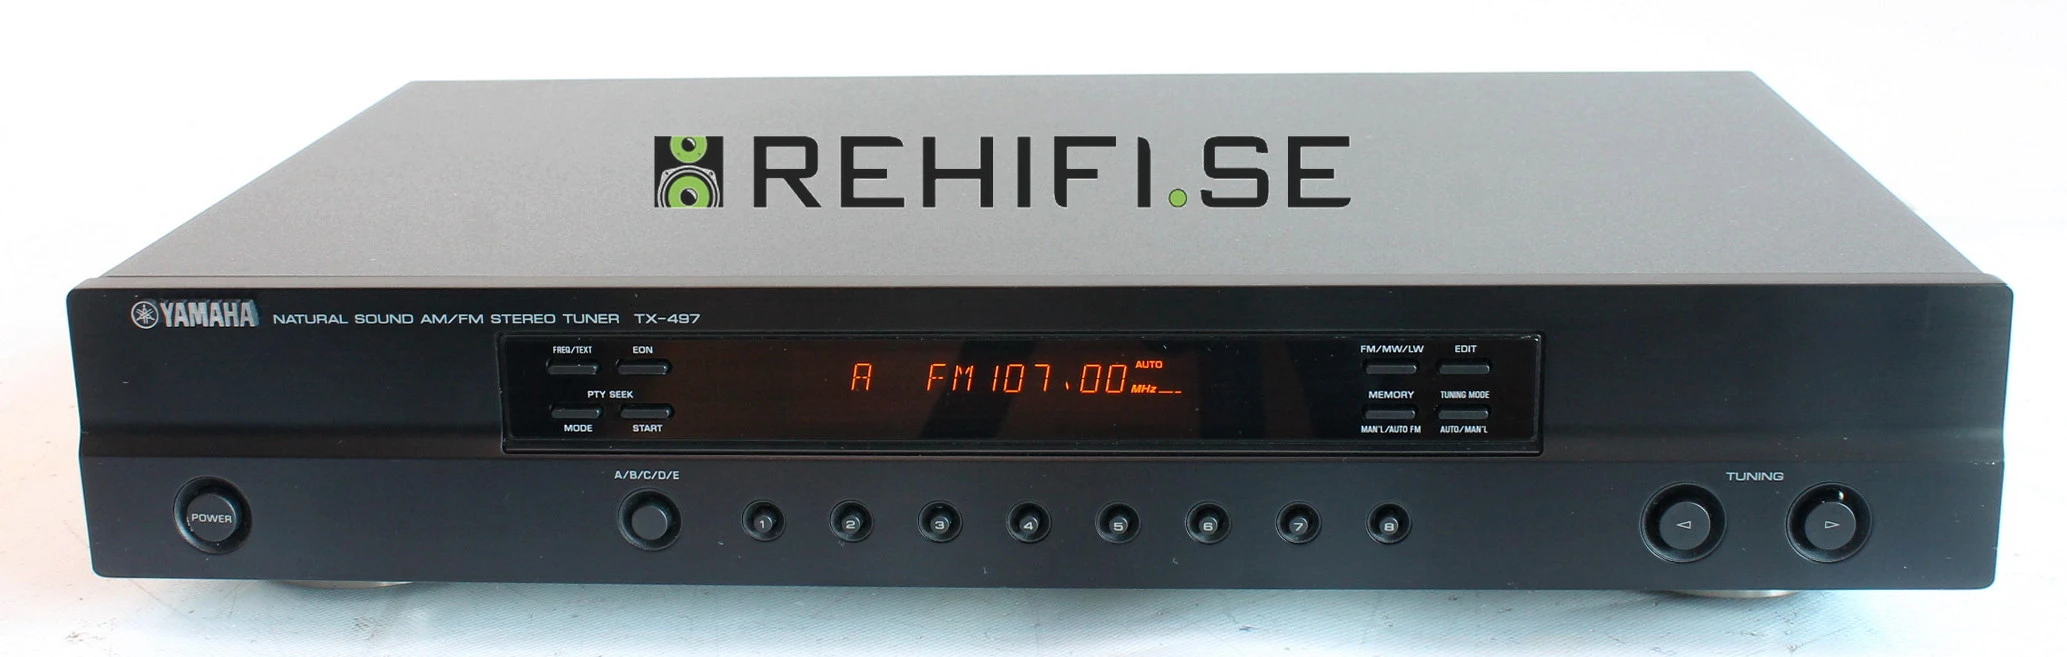 REHIFI.SE
YAMAHA NATURAL SOUND AM/FM STEREO TUNER TX-497
FREQ/TEXT EON
PTY SEEK
MODE START
A FM107.00 AUTO MHz
FM/MW/LW EDIT
MEMORY TUNING MODE
MAN'L/AUTO FM AUTO/MAN'L
POWER
A/B/C/D/E
1 2 3 4 5 6 7 8
TUNING